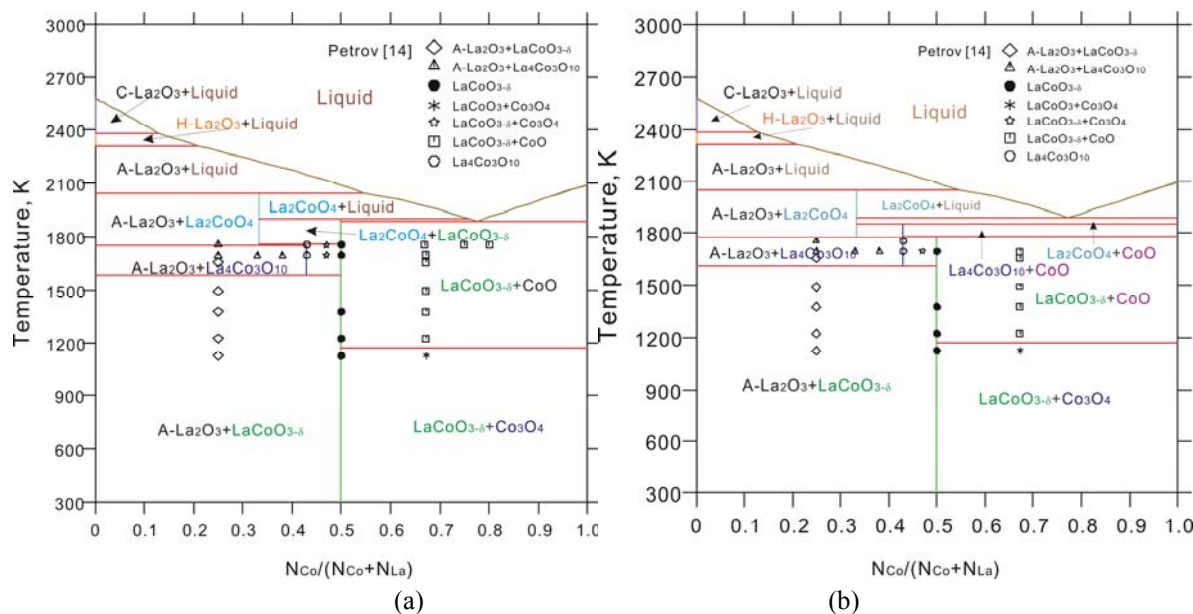 3000
2700
2400
2100
1800
1500
1200
900
600
300
Temperature, K
0 0.1 0.2 0.3 0.4 0.5 0.6 0.7 0.8 0.9 1.0
NCo/(NCo+NLa)
(a)
Petrov [14]
A-La2O3+LaCoO3-δ
A-La2O3+La4Co3O10
LaCoO3-δ
LaCoO3+Co3O4
LaCoO3-δ+Co3O4
LaCoO3-δ+CoO
La4Co3O10
Liquid
C-La2O3+Liquid
H-La2O3+Liquid
A-La2O3+Liquid
La2CoO4+Liquid
A-La2O3+La2CoO4
La2CoO4+LaCoO3-δ
A-La2O3+La4Co3O10
LaCoO3-δ+CoO
A-La2O3+LaCoO3-δ
LaCoO3-δ+Co3O4
3000
2700
2400
2100
1800
1500
1200
900
600
300
Temperature, K
0 0.1 0.2 0.3 0.4 0.5 0.6 0.7 0.8 0.9 1.0
NCo/(NCo+NLa)
(b)
Petrov [14]
A-La2O3+LaCoO3-δ
A-La2O3+La4Co3O10
LaCoO3-δ
LaCoO3+Co3O4
LaCoO3-δ+Co3O4
LaCoO3-δ+CoO
La4Co3O10
Liquid
C-La2O3+Liquid
H-La2O3+Liquid
A-La2O3+Liquid
La2CoO4+Liquid
A-La2O3+La2CoO4
A-La2O3+La4Co3O10
La2CoO4+CoO
La4Co3O10+CoO
LaCoO3-δ+CoO
A-La2O3+LaCoO3-δ
LaCoO3-δ+Co3O4